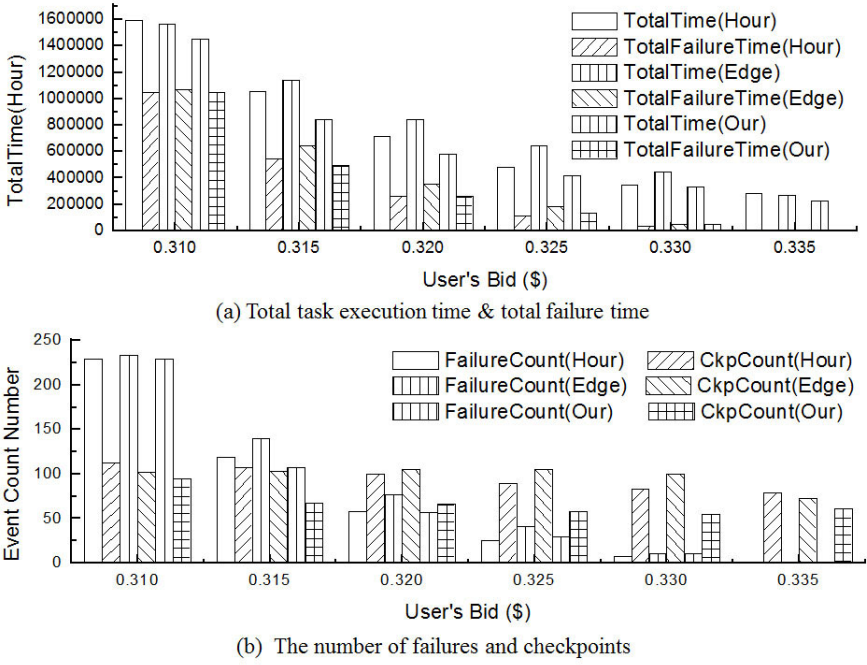 1600000
1400000
1200000
1000000
800000
600000
400000
200000
0
TotalTime(Hour)
TotalTime(Hour)
TotalFailureTime(Hour)
TotalTime(Edge)
TotalFailureTime(Edge)
TotalTime(Our)
TotalFailureTime(Our)
0.310 0.315 0.320 0.325 0.330 0.335
User's Bid ($)
(a) Total task execution time & total failure time
250
200
150
100
50
0
Event Count Number
FailureCount(Hour) CkpCount(Hour)
FailureCount(Edge) CkpCount(Edge)
FailureCount(Our) CkpCount(Our)
0.310 0.315 0.320 0.325 0.330 0.335
User's Bid ($)
(b) The number of failures and checkpoints